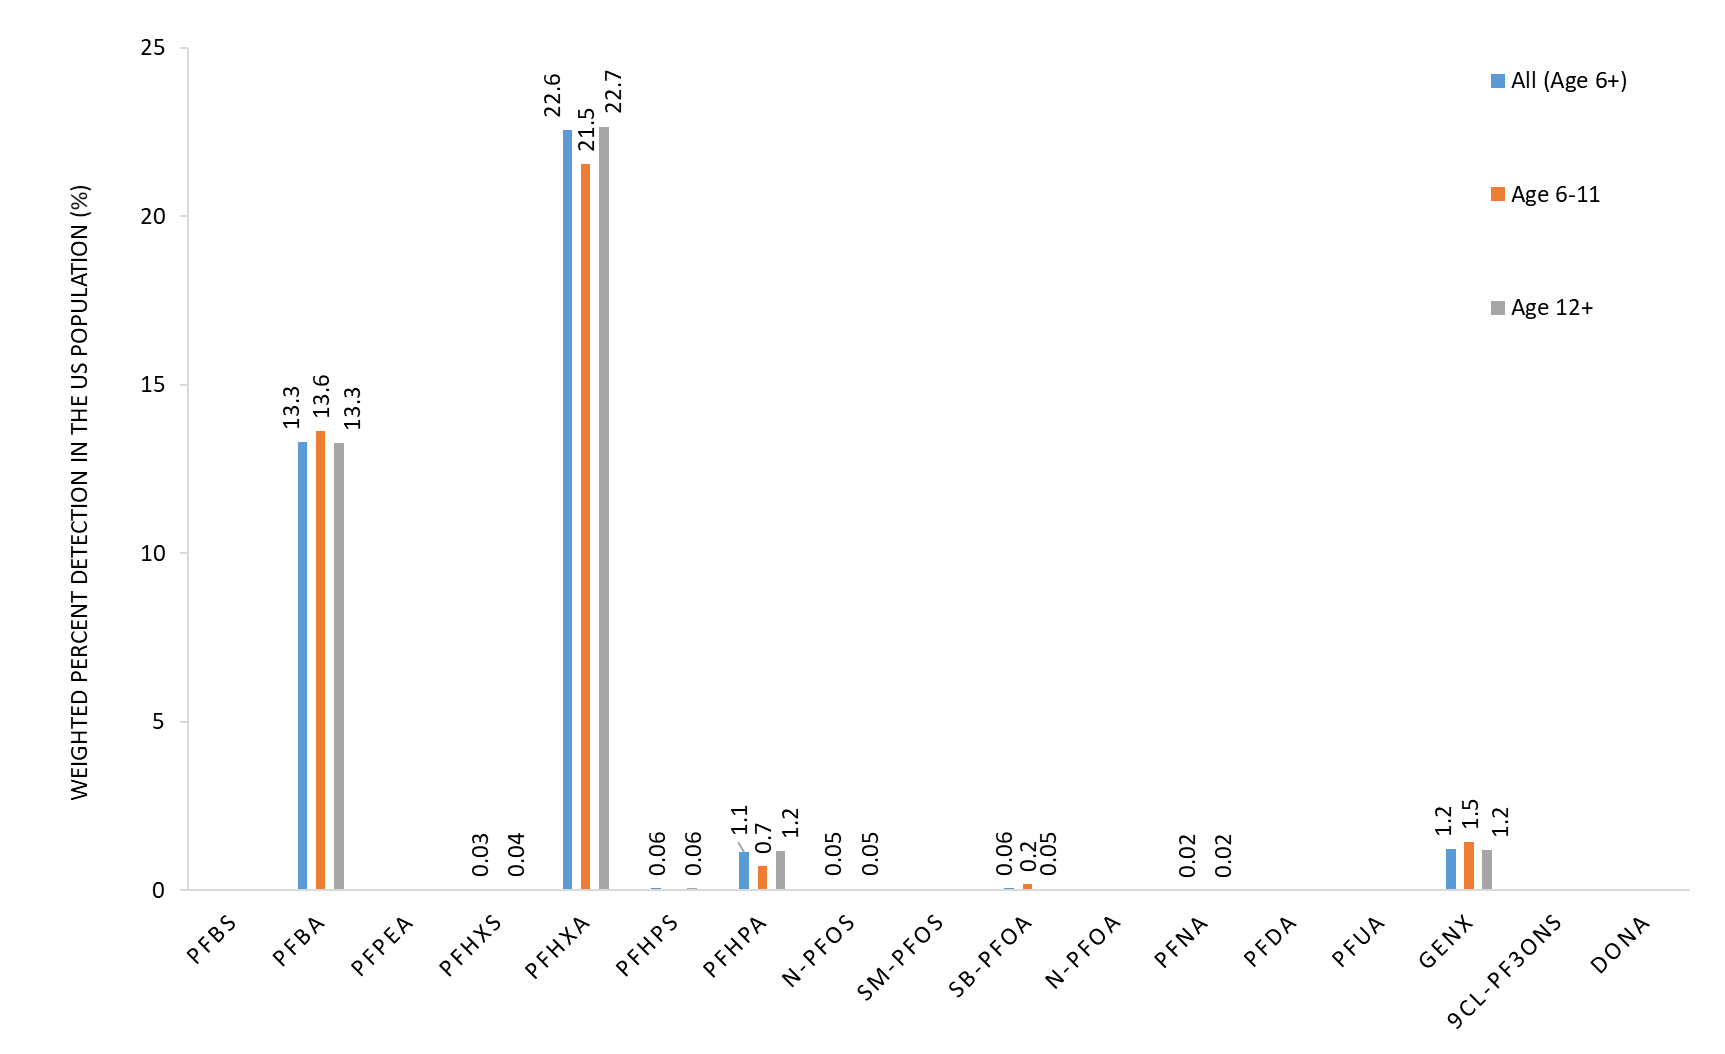 WEIGHTED PERCENT DETECTION IN THE US POPULATION (%)
25
20
15
10
5
0
13.3
13.6
13.3
0.03
0.04
22.6
21.5
22.7
0.06
0.06
1.1
0.7
1.2
0.05
0.05
0.06
0.2
0.05
0.02
0.02
1.2
1.5
1.2
All (Age 6+)
Age 6-11
Age 12+
PFBS
PFBA
PFPEA
PFHXS
PFHXA
PFHPS
PFHPA
N-PFOS
SM-PFOS
SB-PFOA
N-PFOA
PFNA
PFDA
PFUA
GENX
9CL-PF3ONS
DONA